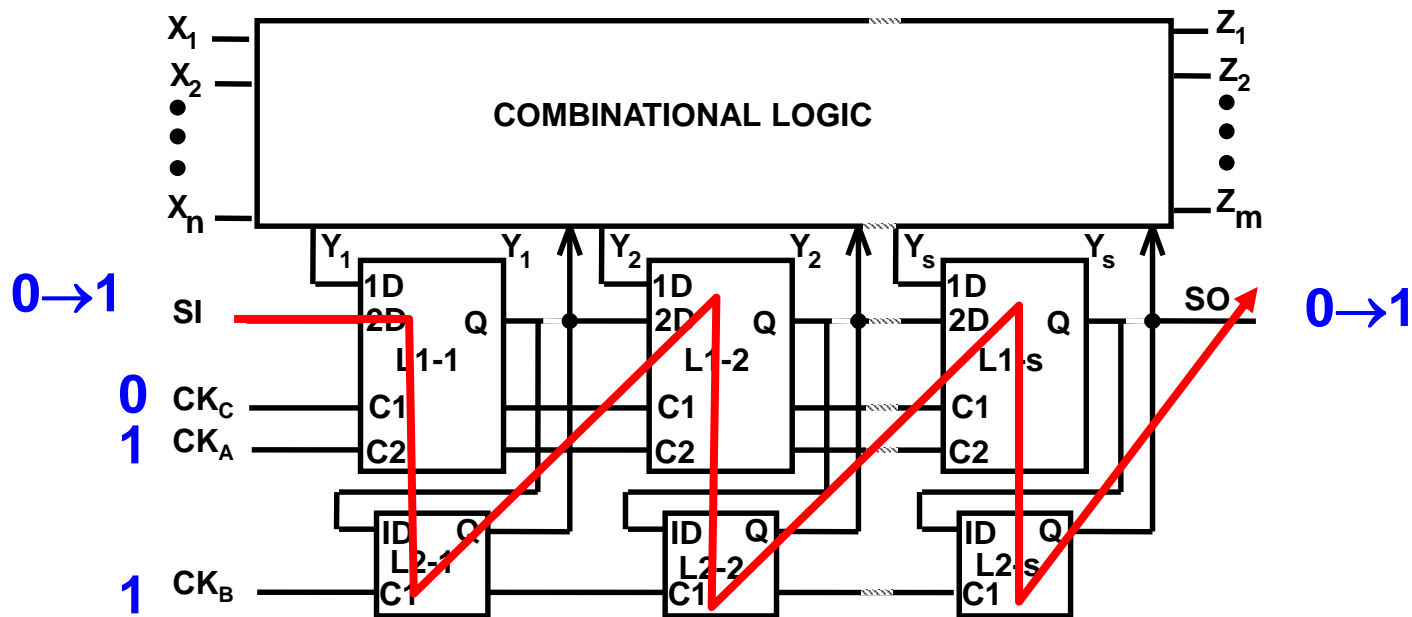 X1 Z1
X2 Z2
COMBINATIONAL LOGIC
Xn Zm
Y1 Y1 Y2 Y2 Ys Ys
0→1 1D 1D 1D 0→1
SI 2D Q 2D Q 2D Q SO
L1-1 L1-2 L1-s
0 CKC C1 C1 C1
1 CKA C2 C2 C2
ID Q ID Q ID Q
L2-1 L2-2 L2-s
1 CKB C1 C1 C1